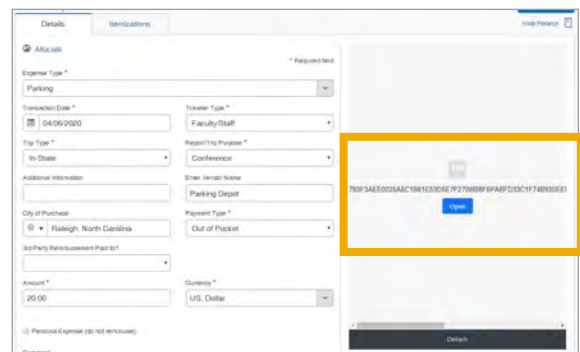 Details Itemizations
Hide Receipt
Allocate
* Required field
Expense Type *
Parking
Transaction Date * Traveler Type *
04/06/2020 Faculty/Staff
Trip Type * Report/Trip Purpose *
In-State Conference
Additional Information Enter Vendor Name
Parking Depot
City of Purchase Payment Type *
Raleigh, North Carolina Out of Pocket
3rd Party Reimbursement Paid to?
Amount * Currency *
20.00 US, Dollar
Personal Expense (do not reimburse)
Open
Detach